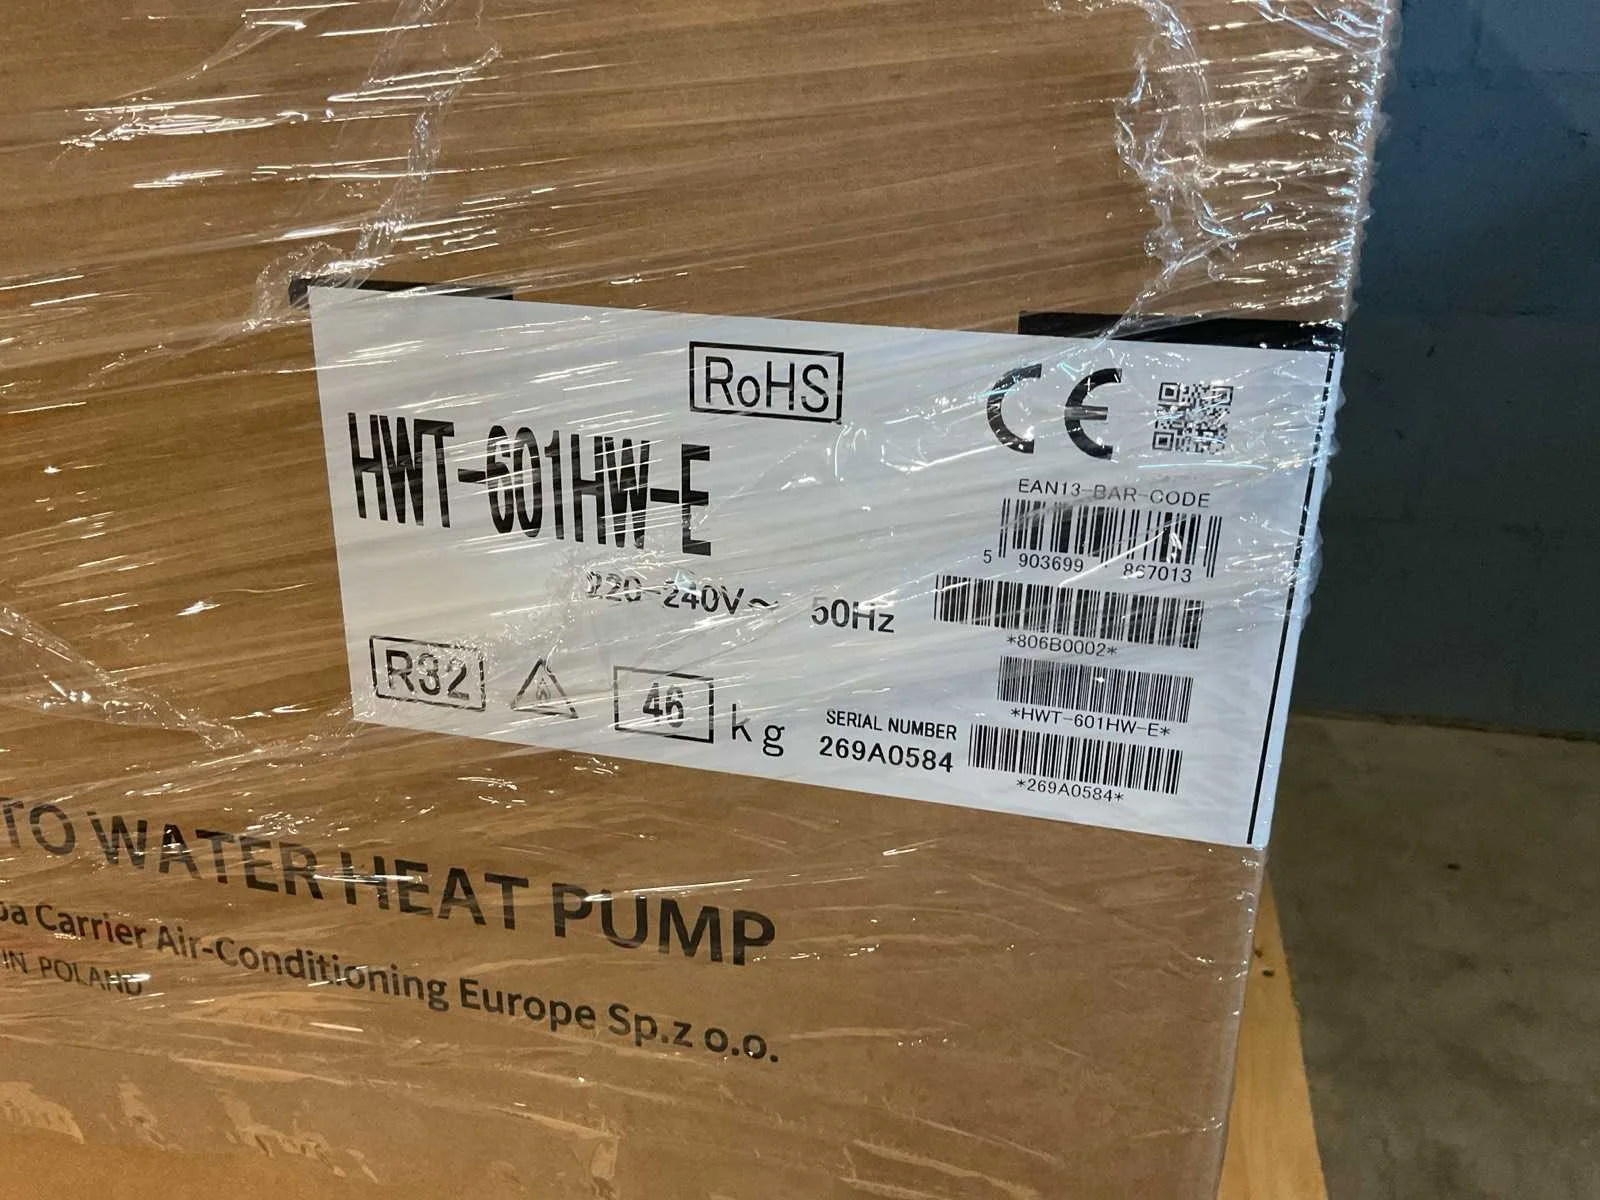 RoHS
CE
HWT-601HW-E
EAN13-BAR-CODE
5 903699 867013
220-240V~ 50Hz
*806B0002*
R32
46 kg
*HWT-601HW-E*
SERIAL NUMBER
269A0584
*269A0584*
TO WATER HEAT PUMP
Carrier Air-Conditioning Europe Sp.z o.o.
IN POLAND